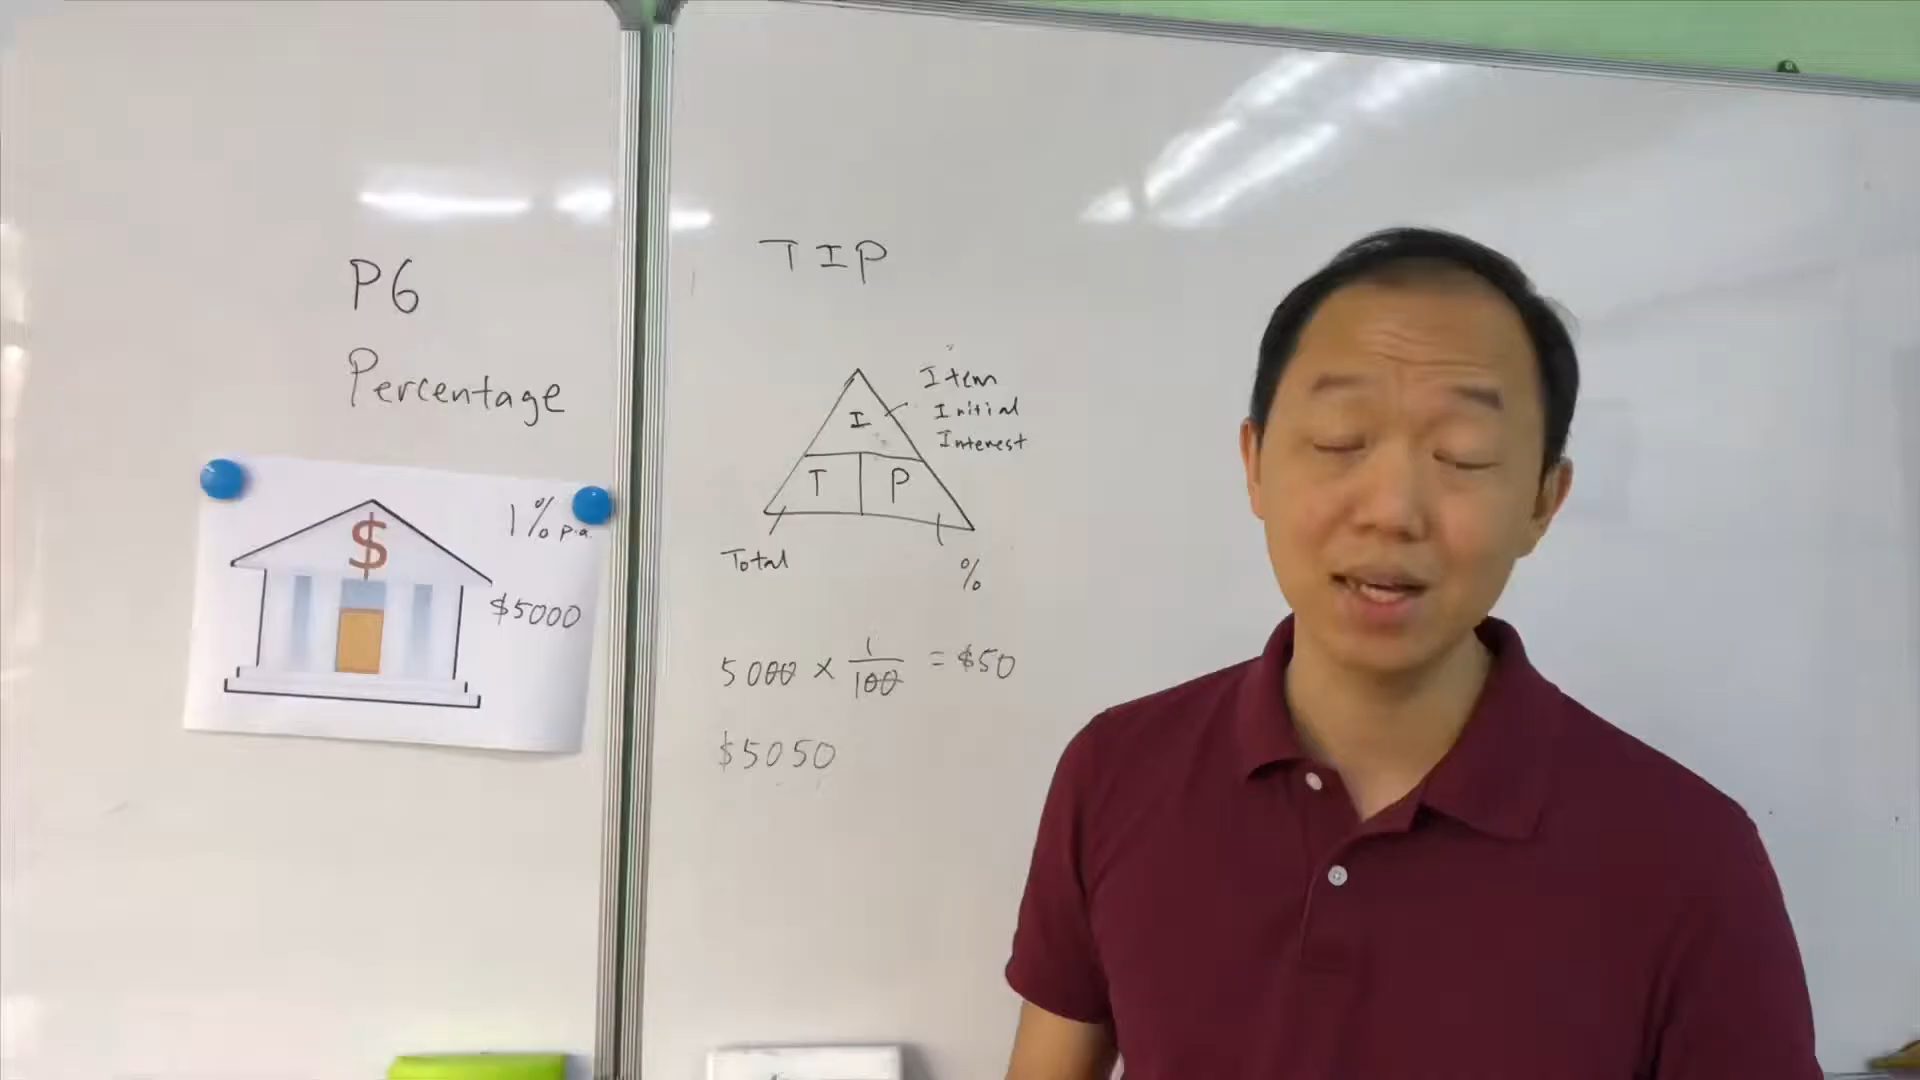 P6
Percentage
$
1% p.a.
$5000
TIP
I
T P
Item
Initial
Interest
Total
%
5000 × 1/100 = $50
$5050